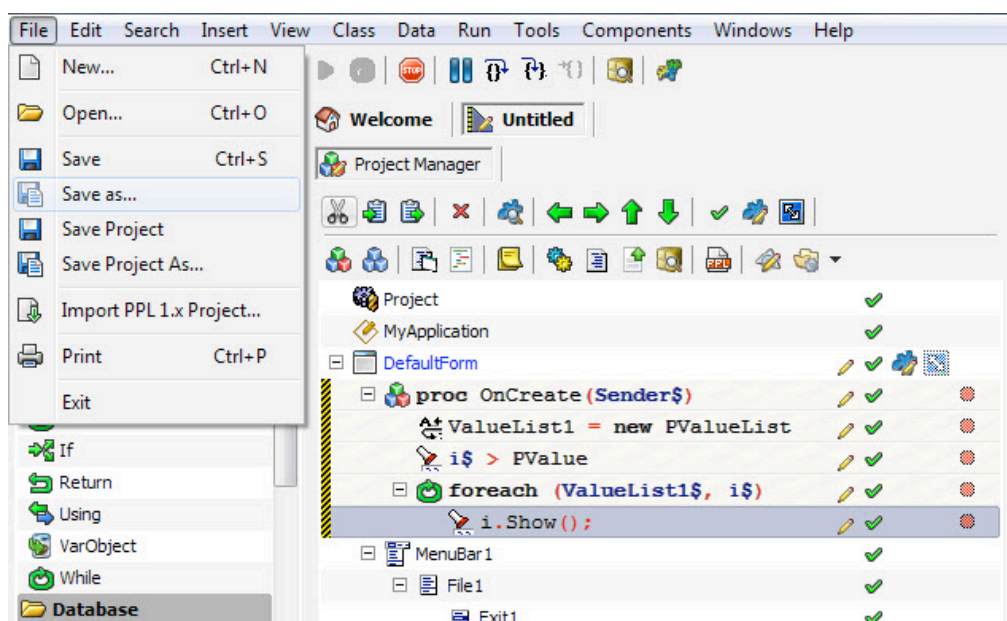 File Edit Search Insert View Class Data Run Tools Components Windows Help
New... Ctrl+N
Open... Ctrl+O
Save Ctrl+S
Save as...
Save Project
Save Project As...
Import PPL 1.x Project...
Print Ctrl+P
Exit
If
Return
Using
VarObject
While
Database
STOP
Welcome Untitled
Project Manager
PPL
Project
MyApplication
DefaultForm
proc OnCreate(Sender$)
ValueList1 = new PValueList
i$ > PValue
foreach (ValueList1$, i$)
i.Show();
MenuBar1
File1
Exit1